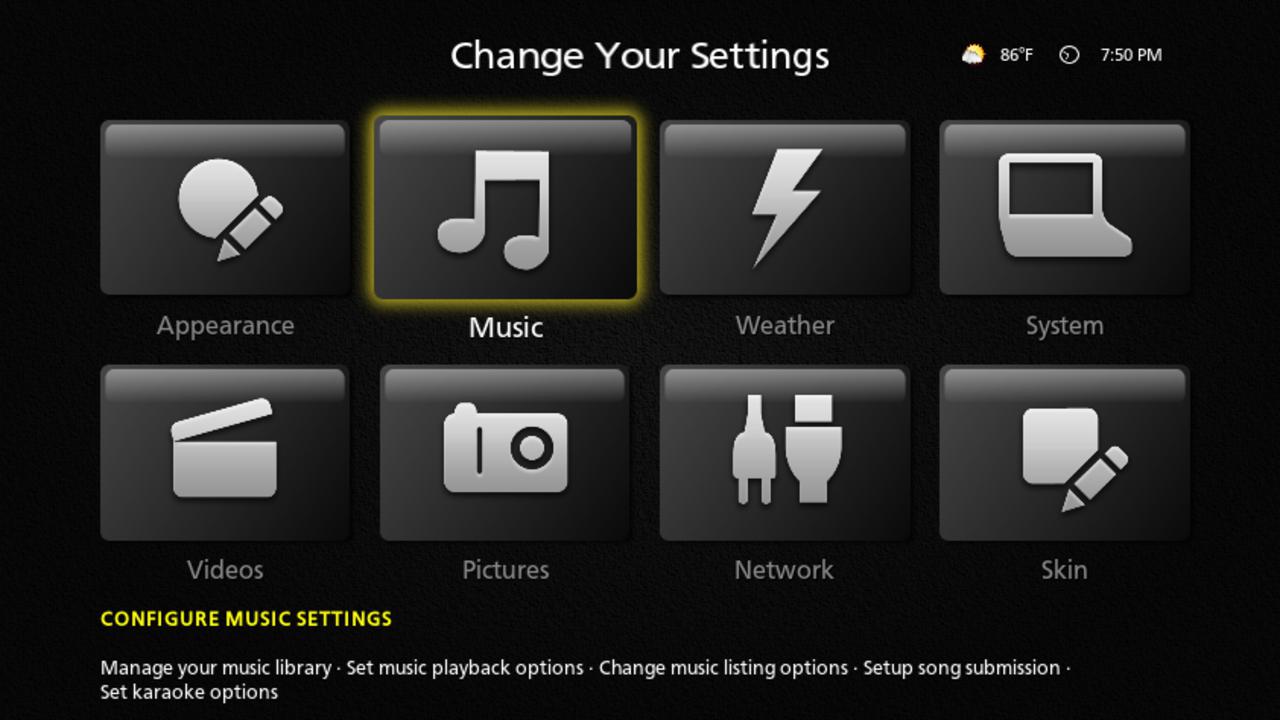 Change Your Settings
86°F 7:50 PM
Appearance Music Weather System
Videos Pictures Network Skin
CONFIGURE MUSIC SETTINGS
Manage your music library · Set music playback options · Change music listing options · Setup song submission ·
Set karaoke options